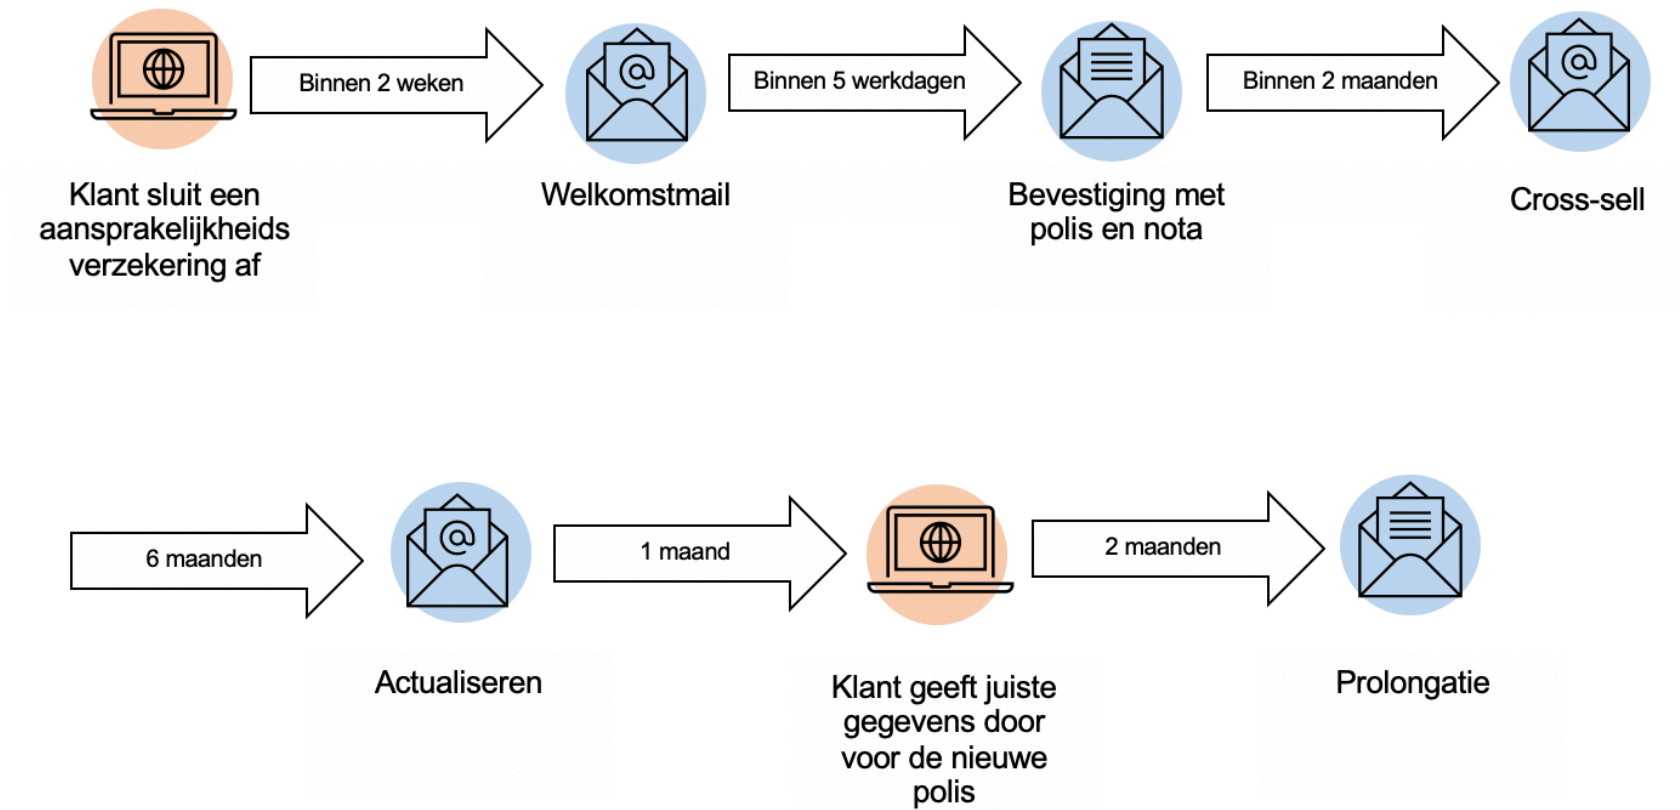 Binnen 2 weken
Binnen 5 werkdagen
Binnen 2 maanden
Klant sluit een
aansprakelijkheids
verzekering af
Welkomstmail
Bevestiging met
polis en nota
Cross-sell
6 maanden
1 maand
2 maanden
Actualiseren
Klant geeft juiste
gegevens door
voor de nieuwe
polis
Prolongatie